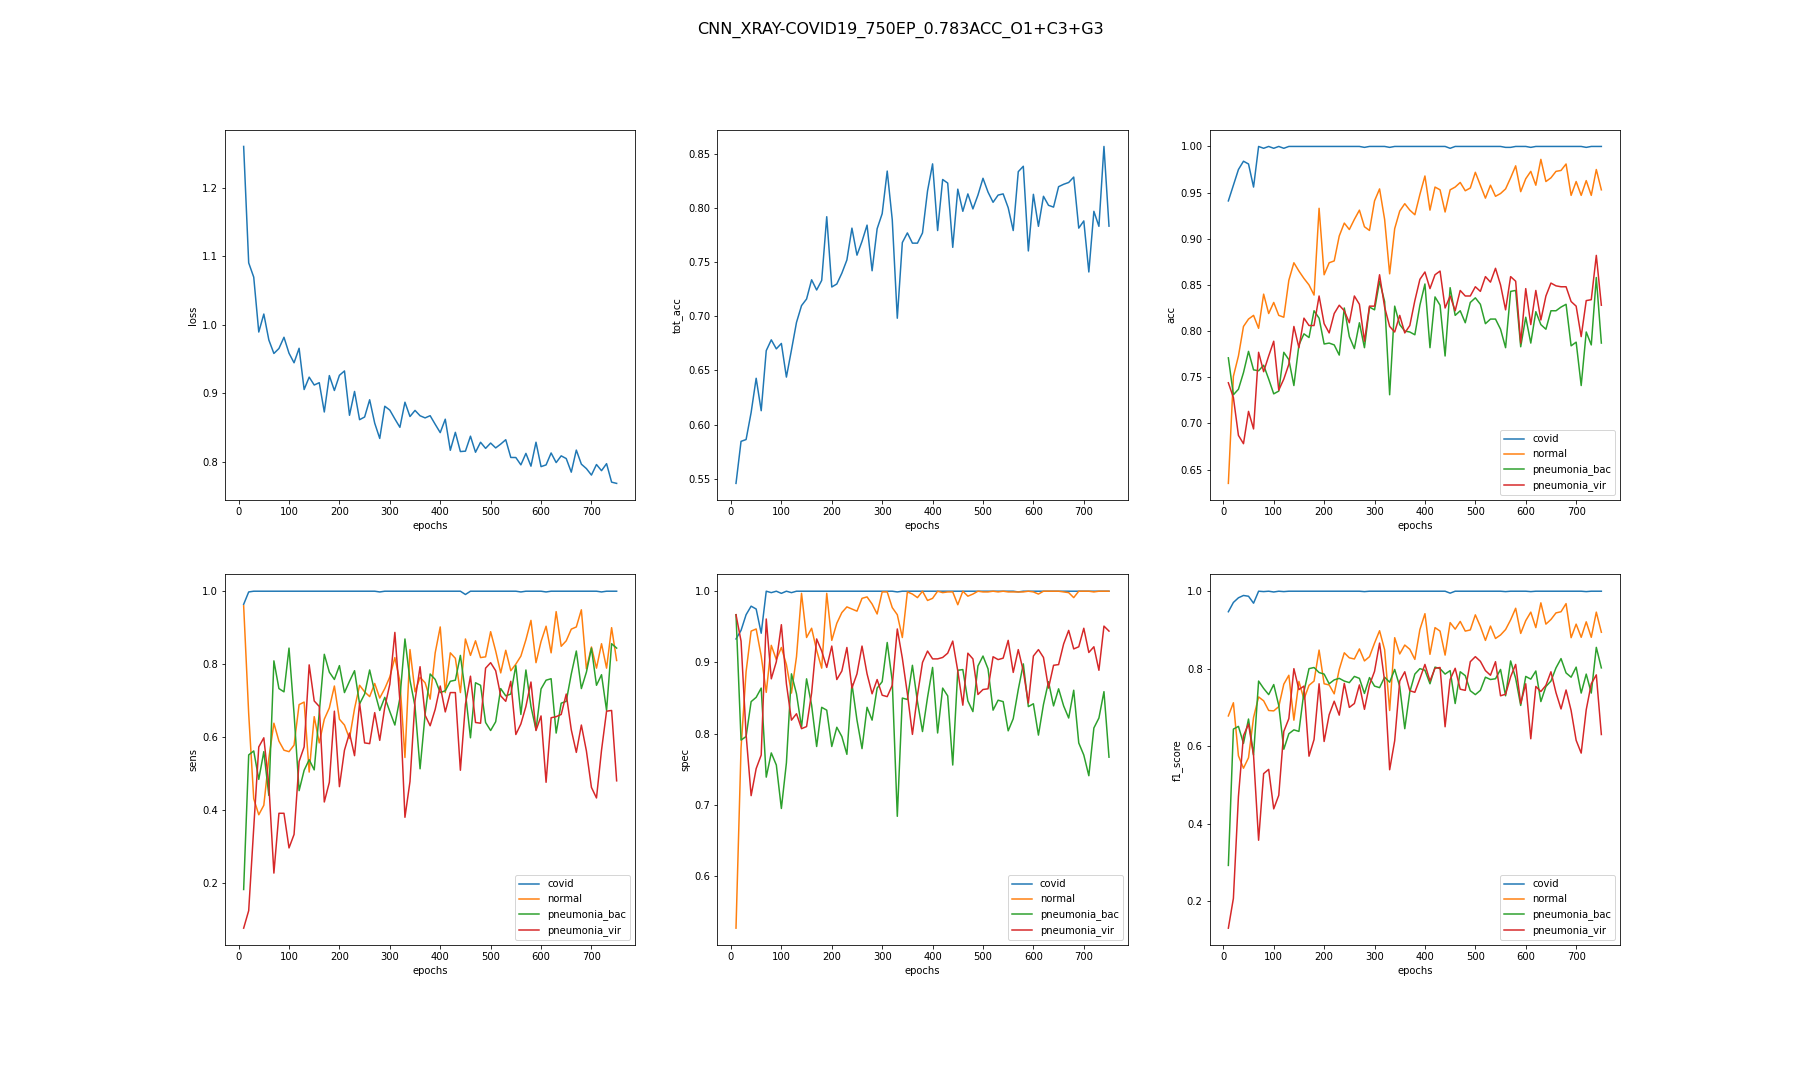 CNN_XRAY-COVID19_750EP_0.783ACC_O1+C3+G3
loss
1.2
1.1
1.0
0.9
0.8
0 100 200 300 400 500 600 700
epochs
tot_acc
0.85
0.80
0.75
0.70
0.65
0.60
0.55
0 100 200 300 400 500 600 700
epochs
acc
1.00
0.95
0.90
0.85
0.80
0.75
0.70
0.65
covid
normal
pneumonia_bac
pneumonia_vir
0 100 200 300 400 500 600 700
epochs
sens
1.0
0.8
0.6
0.4
0.2
covid
normal
pneumonia_bac
pneumonia_vir
0 100 200 300 400 500 600 700
epochs
spec
1.0
0.9
0.8
0.7
0.6
covid
normal
pneumonia_bac
pneumonia_vir
0 100 200 300 400 500 600 700
epochs
f1_score
1.0
0.8
0.6
0.4
0.2
covid
normal
pneumonia_bac
pneumonia_vir
0 100 200 300 400 500 600 700
epochs